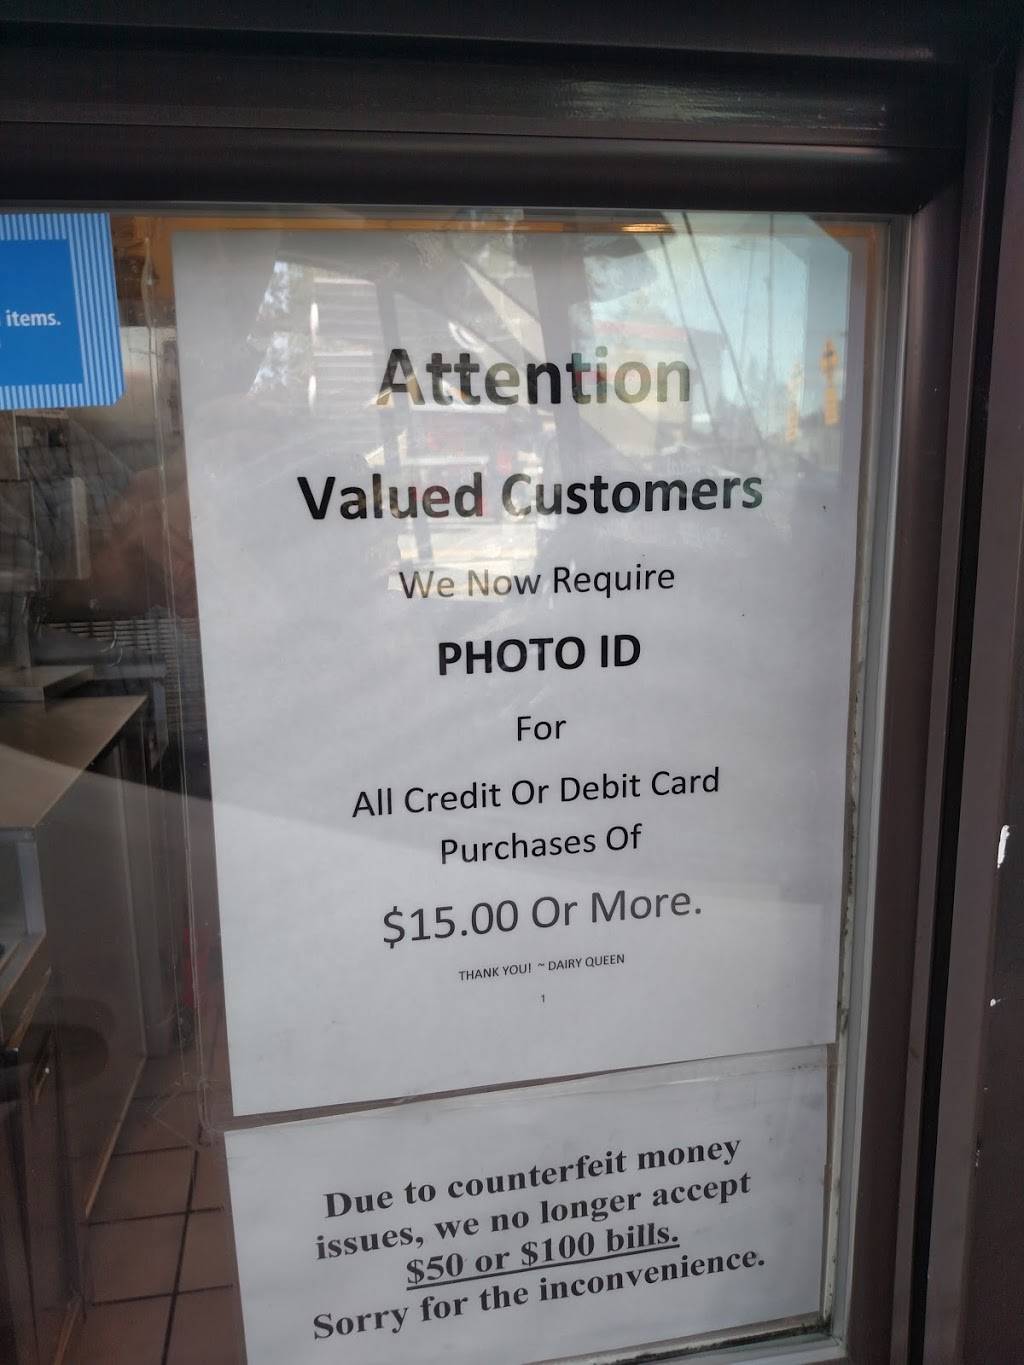 items.
Attention
Valued Customers
We Now Require
PHOTO ID
For
All Credit Or Debit Card
Purchases Of
$15.00 Or More.
THANK YOU! ~ DAIRY QUEEN
1
Due to counterfeit money
issues, we no longer accept
$50 or $100 bills.
Sorry for the inconvenience.